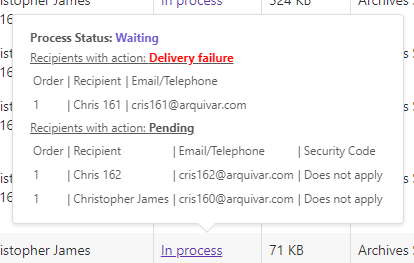 istopher James In process 324 KB Archives S
Process Status: Waiting
Recipients with action: Delivery failure
Order | Recipient | Email/Telephone
1 | Chris 161 | cris161@arquivar.com
Recipients with action: Pending
Order | Recipient | Email/Telephone | Security Code
1 | Chris 162 | cris162@arquivar.com | Does not apply
1 | Christopher James | cris160@arquivar.com | Does not apply
ristopher James In process 71 KB Archives S